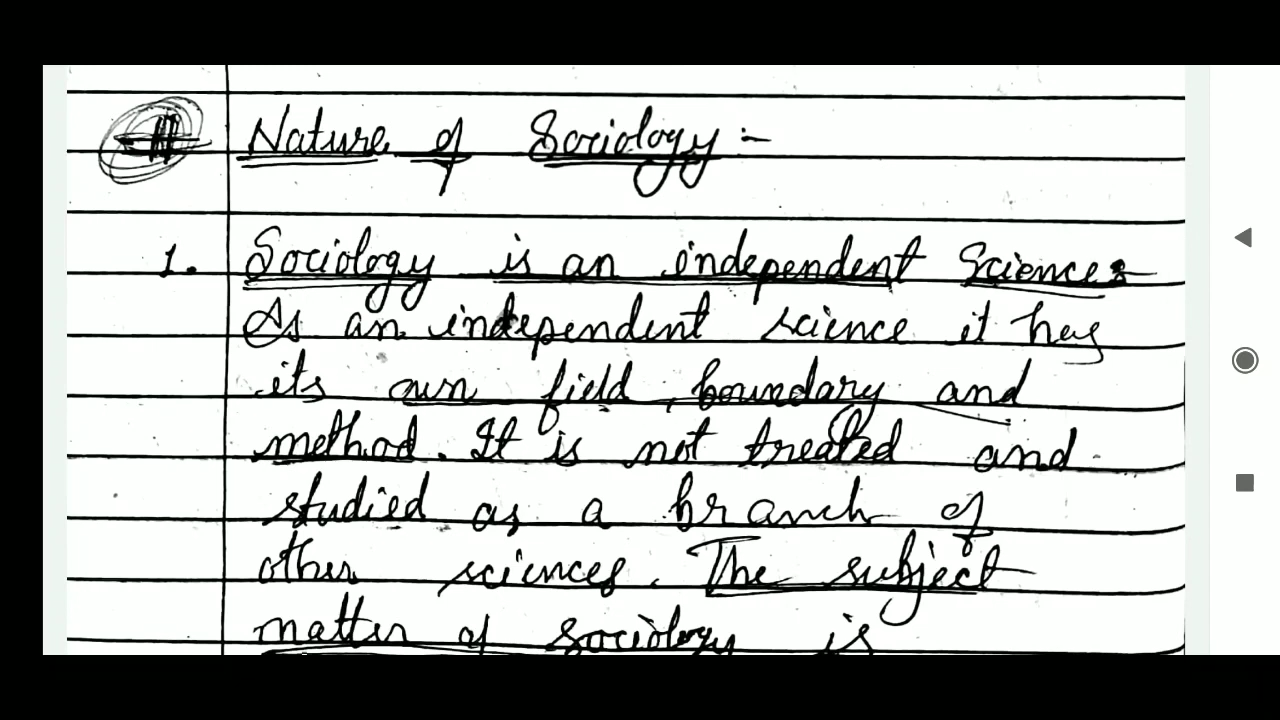 # Nature of Sociology :-
1. Sociology is an independent Science:
As an independent science it has
its own field, boundary and
method. It is not treated and
studied as a branch of
other sciences. The subject
matter of sociology is